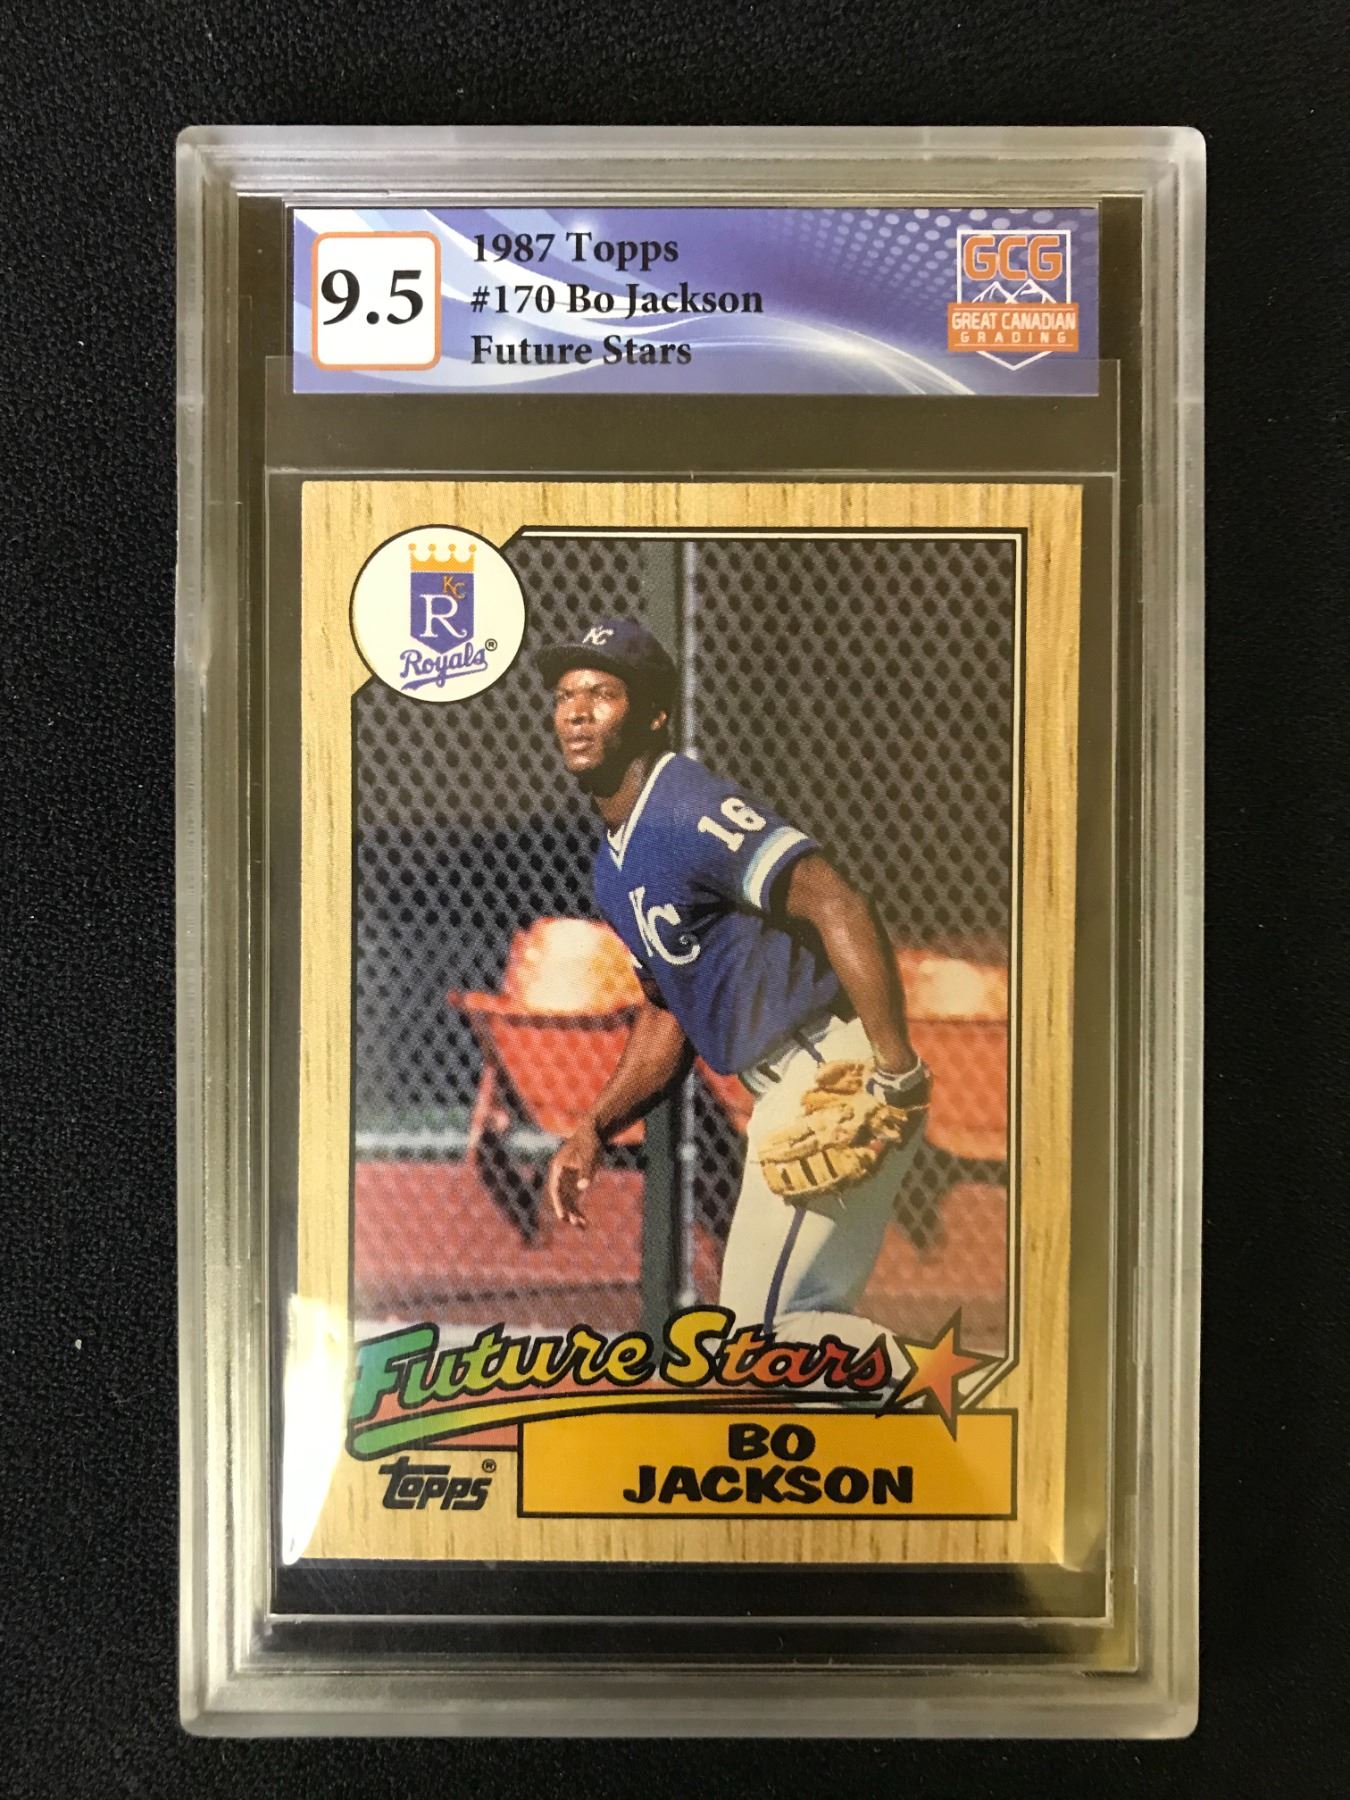 9.5
1987 Topps
#170 Bo Jackson
Future Stars
GCG
GREAT CANADIAN
GRADING
KC
R
Royals®
KC
16
KC
Future Stars
topps®
BO
JACKSON